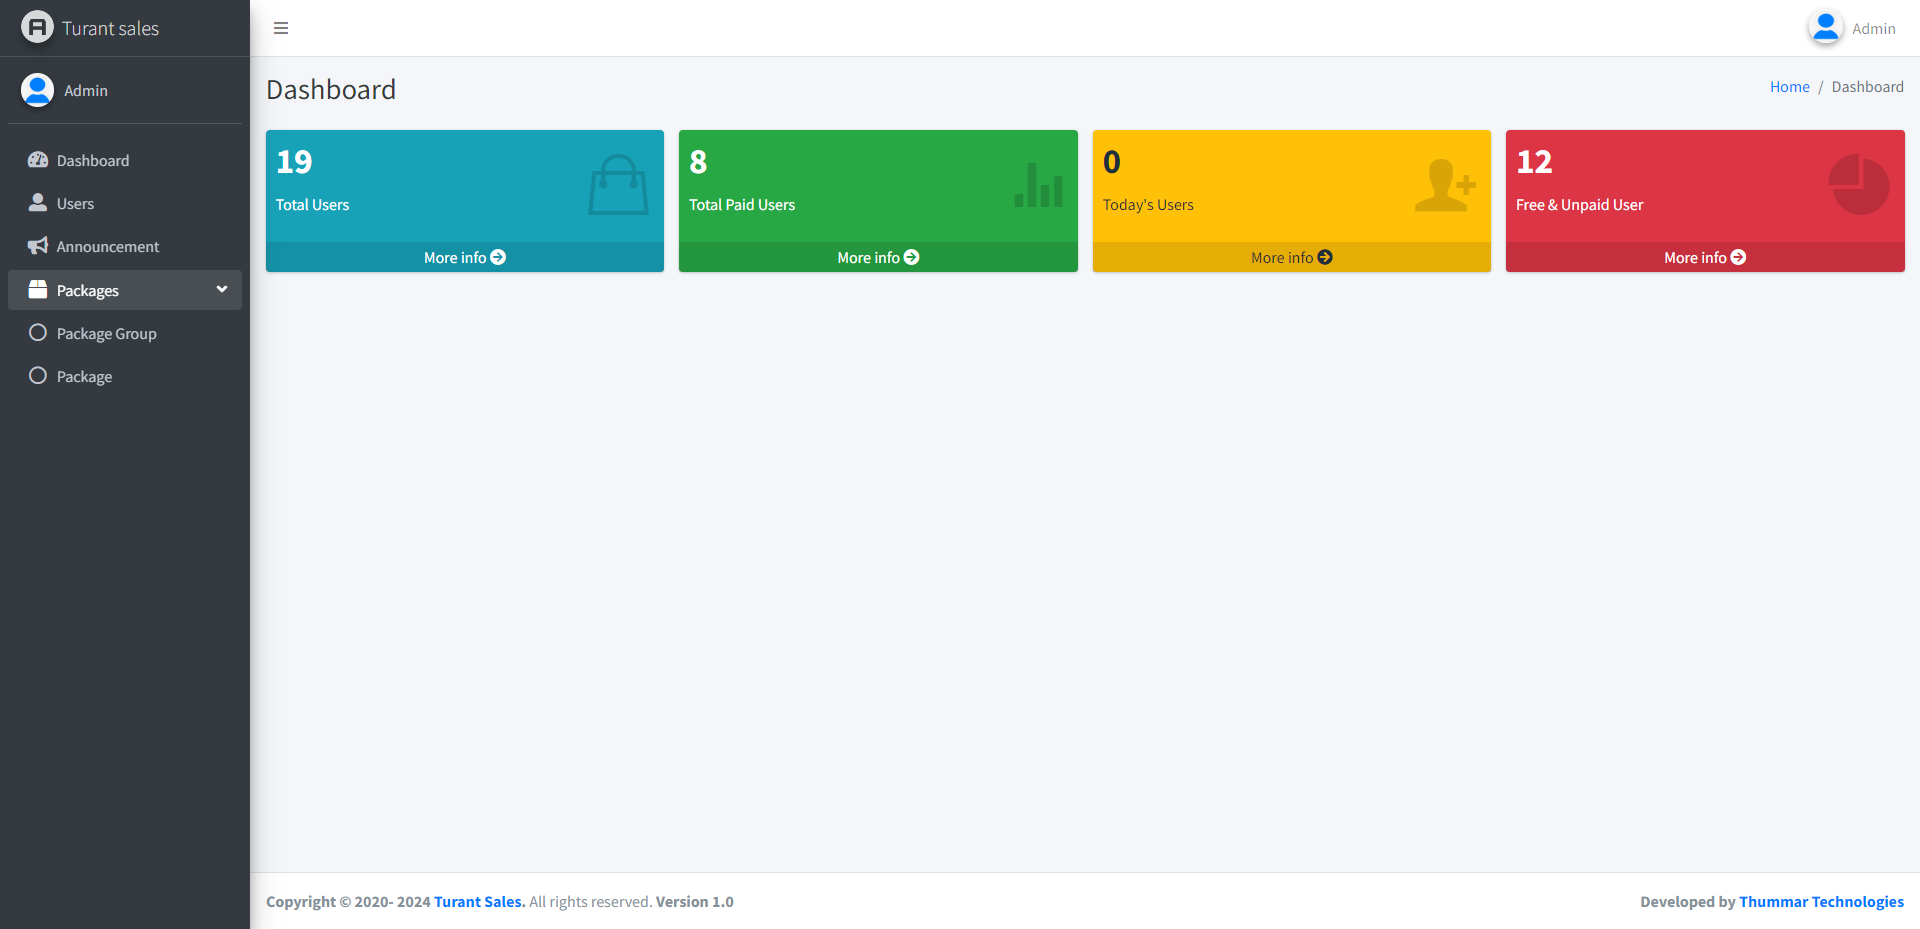 Turant sales
Admin
Dashboard
Users
Announcement
Packages
Package Group
Package
Admin
Dashboard
Home / Dashboard
19
Total Users
More info
8
Total Paid Users
More info
0
Today's Users
More info
12
Free & Unpaid User
More info
Copyright © 2020- 2024 Turant Sales. All rights reserved. Version 1.0
Developed by Thummar Technologies